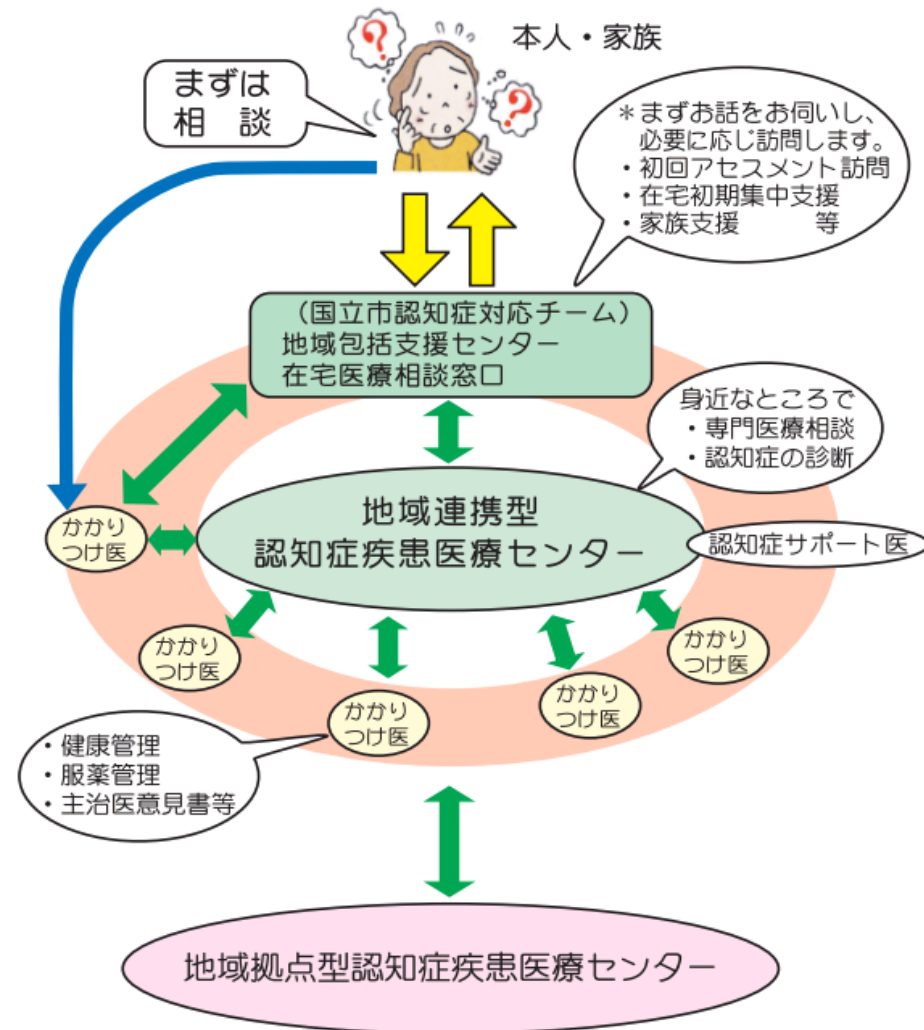 本人・家族
まずは
相　談
？
？
＊まずお話をお伺いし、
必要に応じ訪問します。
・初回アセスメント訪問
・在宅初期集中支援
・家族支援　　　等
（国立市認知症対応チーム）
地域包括支援センター
在宅医療相談窓口
身近なところで
・専門医療相談
・認知症の診断
地域連携型
認知症疾患医療センター
認知症サポート医
かかり
つけ医
かかり
つけ医
かかり
つけ医
かかり
つけ医
かかり
つけ医
・健康管理
・服薬管理
・主治医意見書等
地域拠点型認知症疾患医療センター